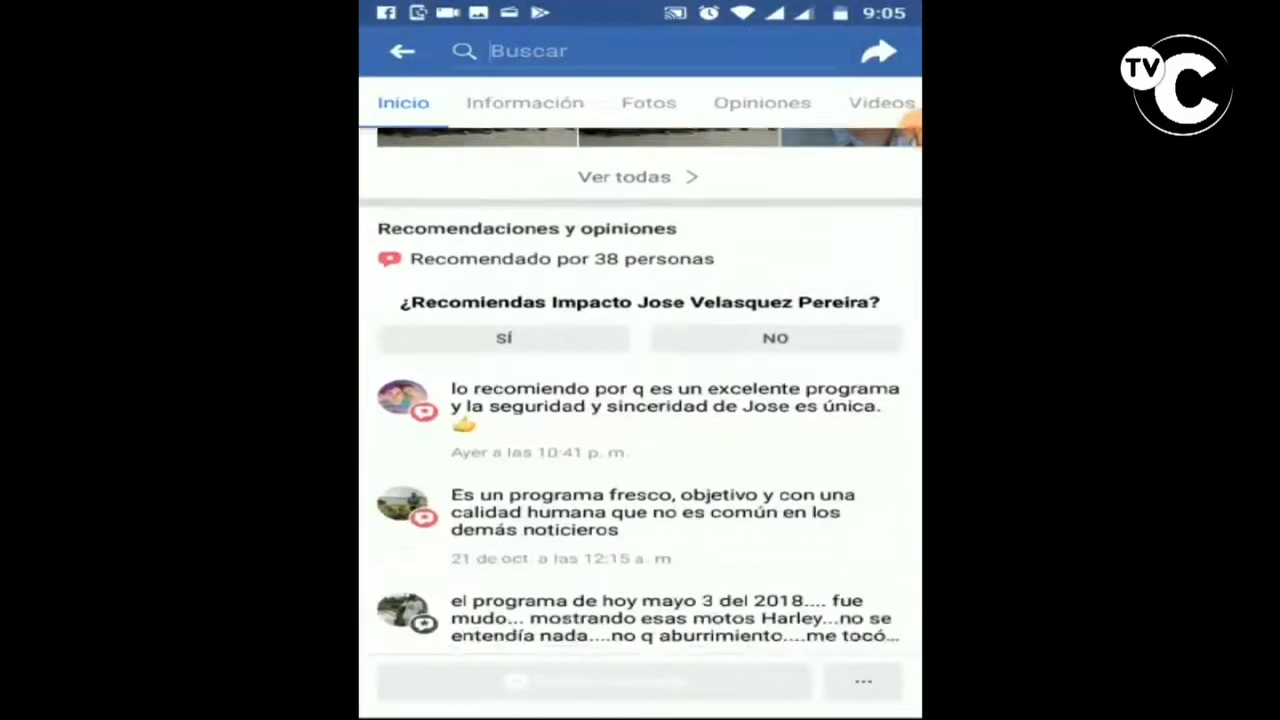 9:05
TV C
Buscar
Inicio Información Fotos Opiniones Videos
Ver todas
Recomendaciones y opiniones
Recomendado por 38 personas
¿Recomiendas Impacto Jose Velasquez Pereira?
SÍ NO
lo recomiendo por q es un excelente programa
y la seguridad y sinceridad de Jose es única.
👍
Ayer a las 10:41 p. m.
Es un programa fresco, objetivo y con una
calidad humana que no es común en los
demás noticieros
21 de oct. a las 12:15 a. m
el programa de hoy mayo 3 del 2018.... fue
mudo... mostrando esas motos Harley...no se
entendía nada....no q aburrimiento....me tocó...